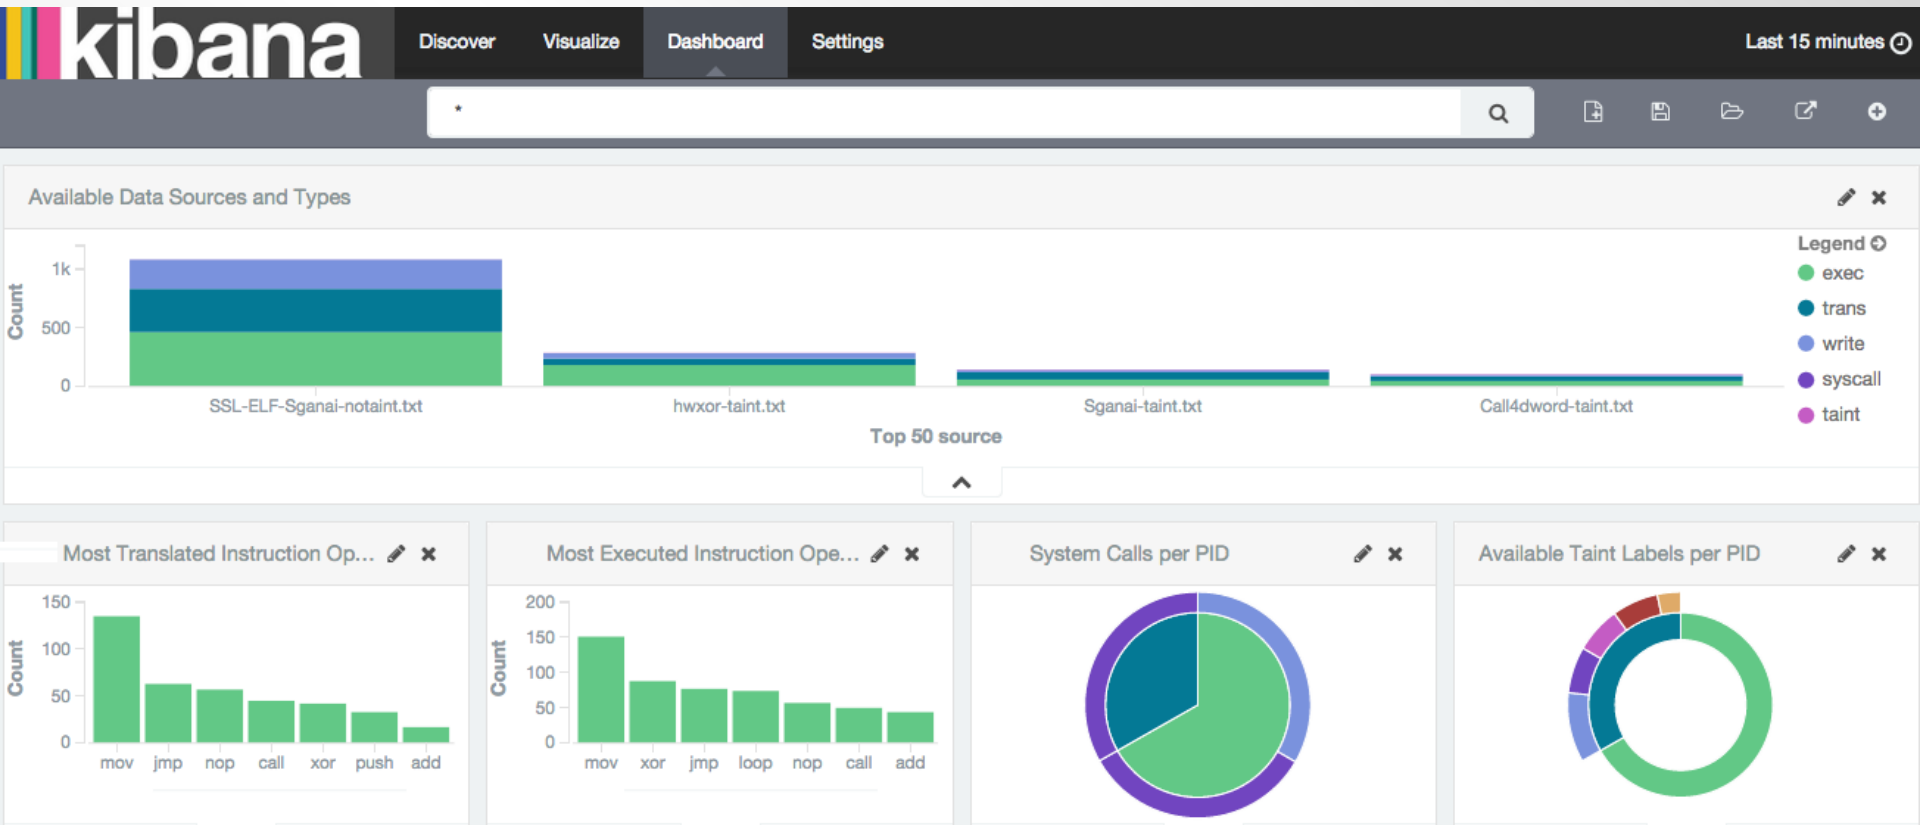 kibana Discover Visualize Dashboard Settings Last 15 minutes
*
Available Data Sources and Types
Legend
exec
trans
write
syscall
taint
Count
1k
500
0
SSL-ELF-Sganai-notaint.txt hwxor-taint.txt Sganai-taint.txt Call4dword-taint.txt
Top 50 source
Most Translated Instruction Op...
Count
150
100
50
0
mov jmp nop call xor push add
Most Executed Instruction Ope...
Count
200
150
100
50
0
mov xor jmp loop nop call add
System Calls per PID
Available Taint Labels per PID